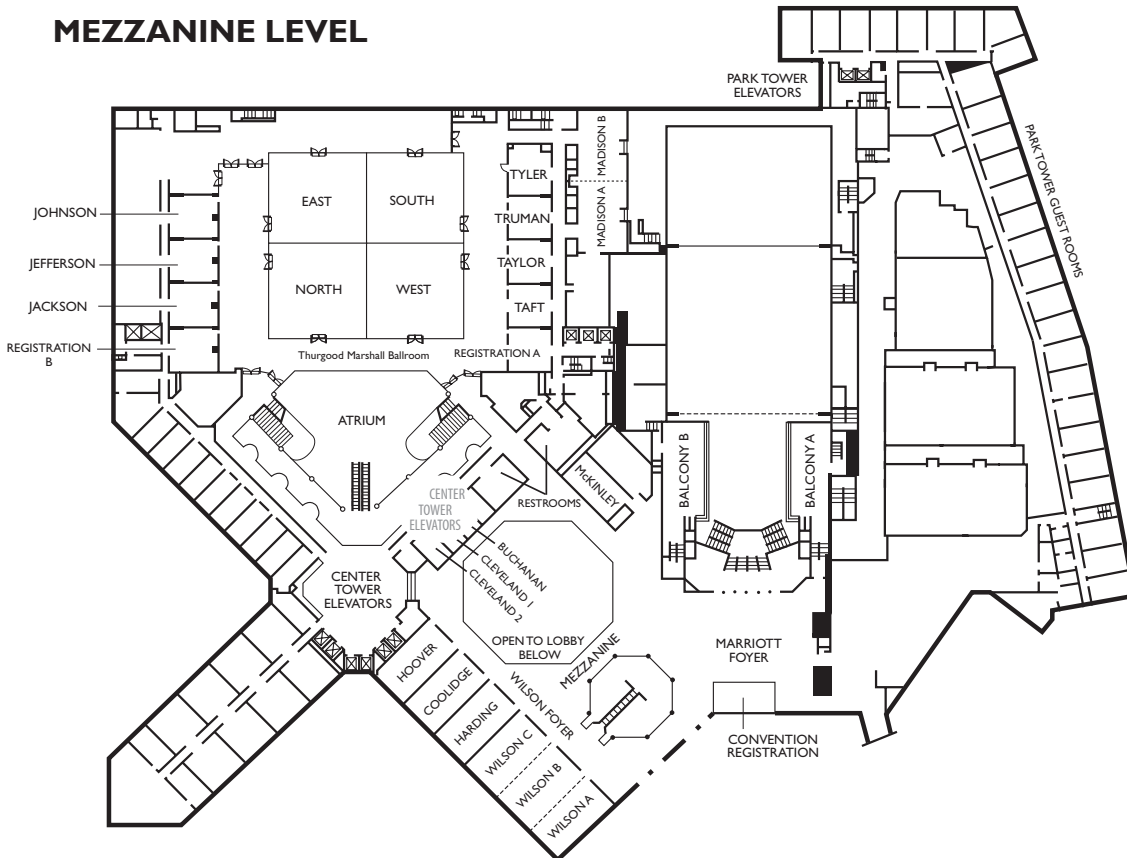 MEZZANINE LEVEL
PARK TOWER
ELEVATORS
PARK TOWER GUEST ROOMS
JOHNSON
JEFFERSON
JACKSON
REGISTRATION
B
EAST
SOUTH
NORTH
WEST
Thurgood Marshall Ballroom
REGISTRATION A
TYLER
TRUMAN
TAYLOR
TAFT
MADISON B
MADISON A
ATRIUM
CENTER
TOWER
ELEVATORS
RESTROOMS
McKINLEY
BALCONY B
BALCONY A
BUCHANAN
CLEVELAND 1
CLEVELAND 2
CENTER
TOWER
ELEVATORS
OPEN TO LOBBY
BELOW
MEZZANINE
MARRIOTT
FOYER
CONVENTION
REGISTRATION
WILSON FOYER
HOOVER
COOLIDGE
HARDING
WILSON C
WILSON B
WILSON A